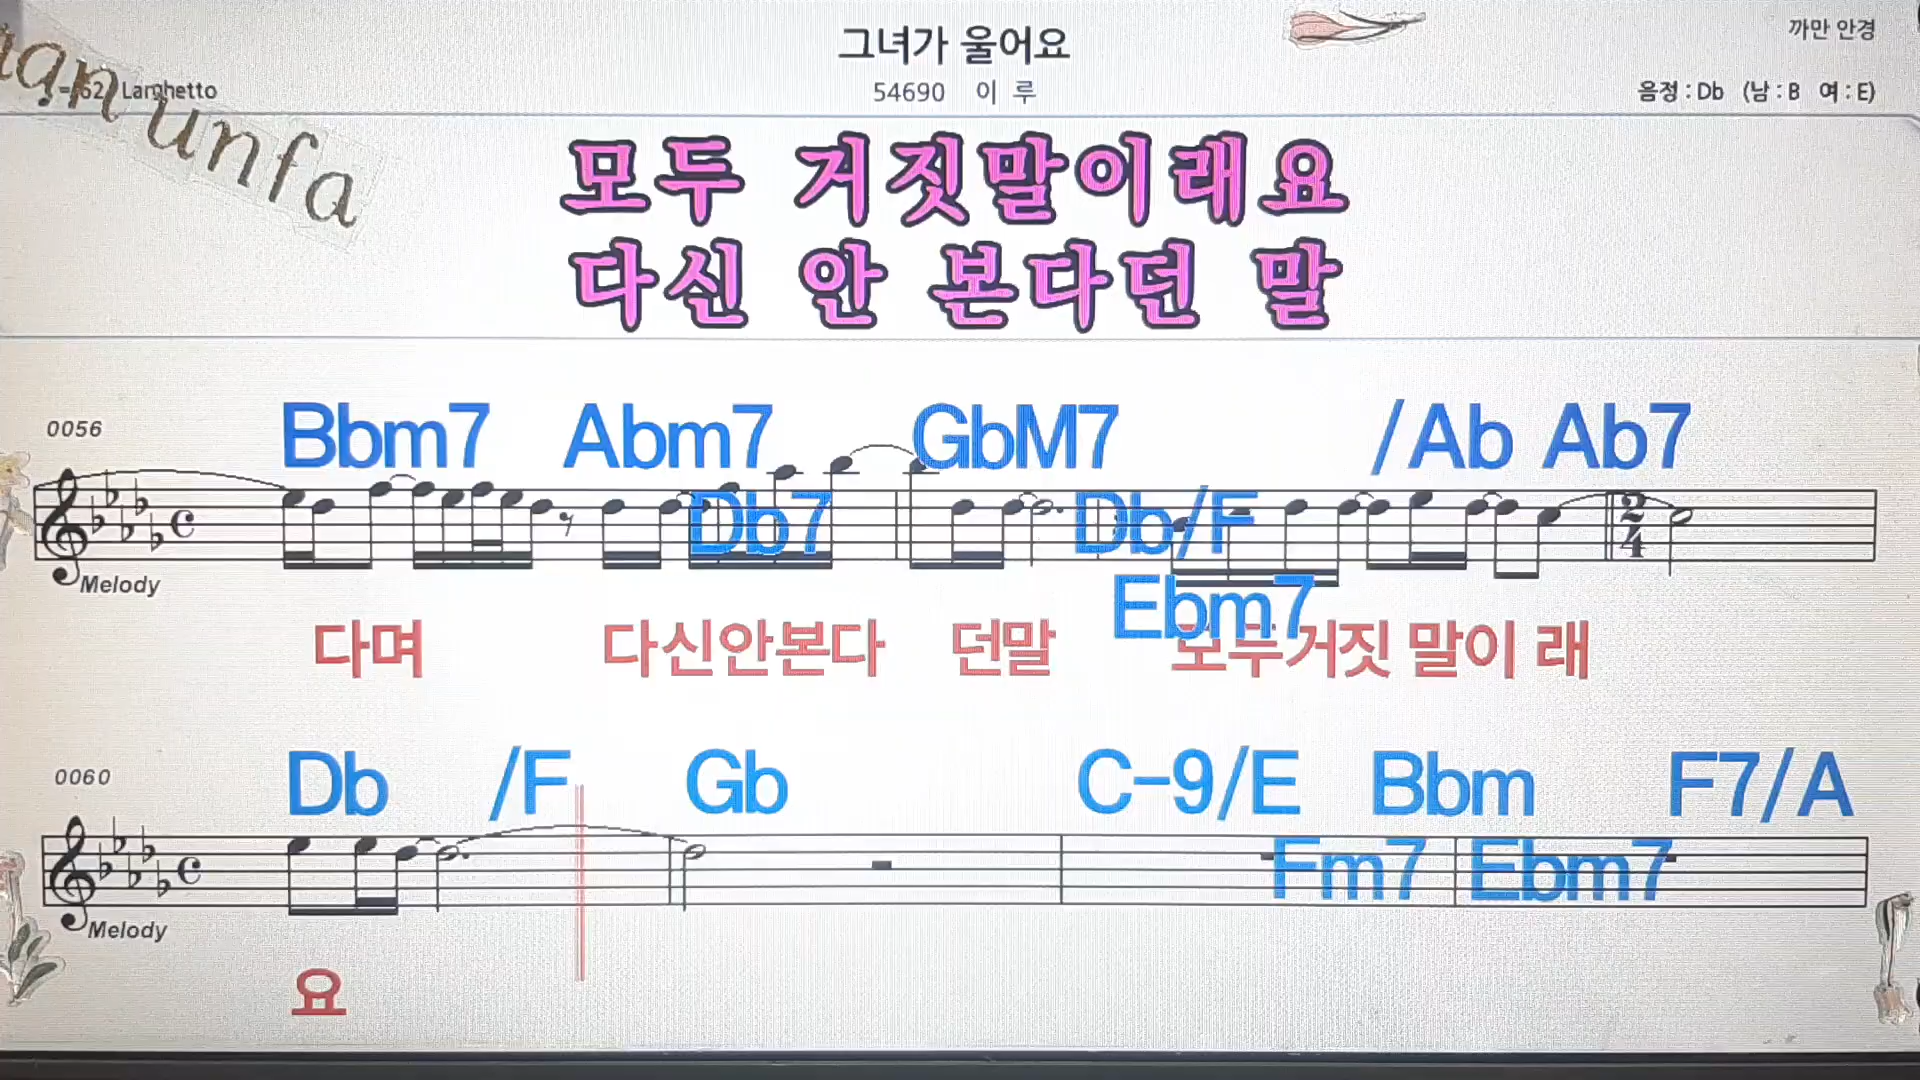 그녀가 울어요
까만 안경
54690 이 루
음정 : Db (남 : B 여 : E)
=62 Larghetto
unfa
모두 거짓말이래요
다신 안 본다던 말
0056
Bbm7 Abm7 GbM7 /Ab Ab7
Db7 Db/F
Ebm7
Melody
다며 다신안본다 던말 모두거짓 말이 래
0060
Db /F Gb C-9/E Bbm F7/A
Fm7 Ebm7
Melody
요